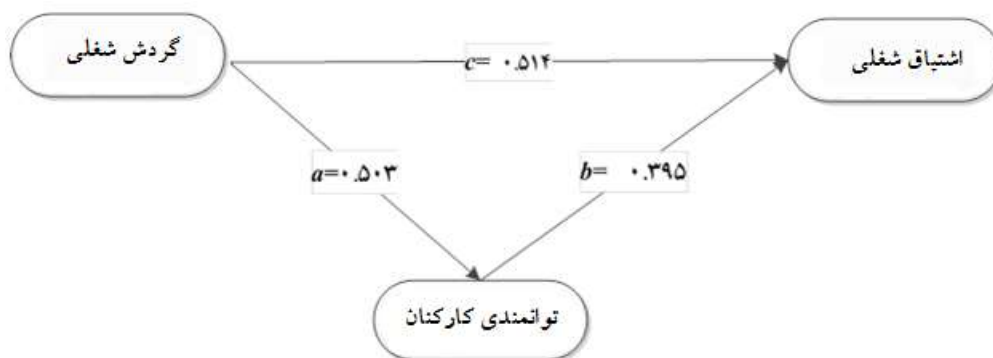 گردش شغلی
اشتیاق شغلی
c= ۰.۵۱۴
a=۰.۵۰۳
b= ۰.۳۹۵
توانمندی کارکنان